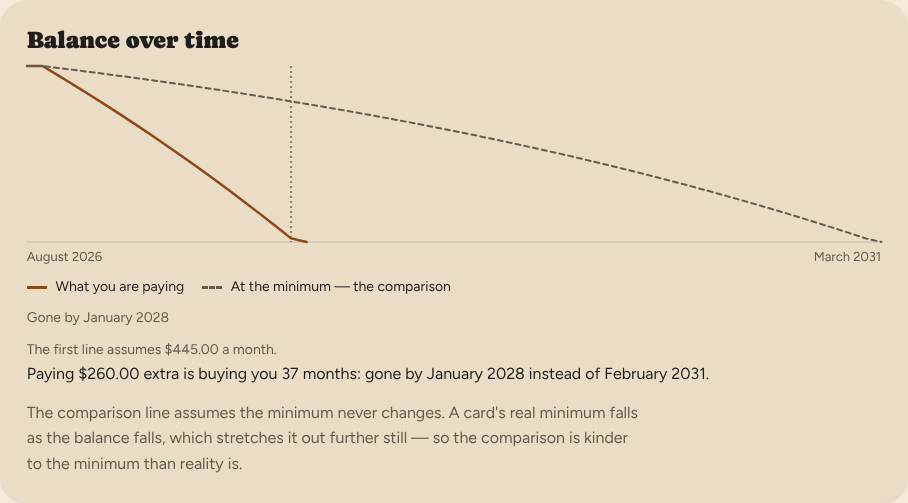 Balance over time
August 2026
March 2031
What you are paying
At the minimum — the comparison
Gone by January 2028
The first line assumes $445.00 a month.
Paying $260.00 extra is buying you 37 months: gone by January 2028 instead of February 2031.
The comparison line assumes the minimum never changes. A card's real minimum falls
as the balance falls, which stretches it out further still — so the comparison is kinder
to the minimum than reality is.